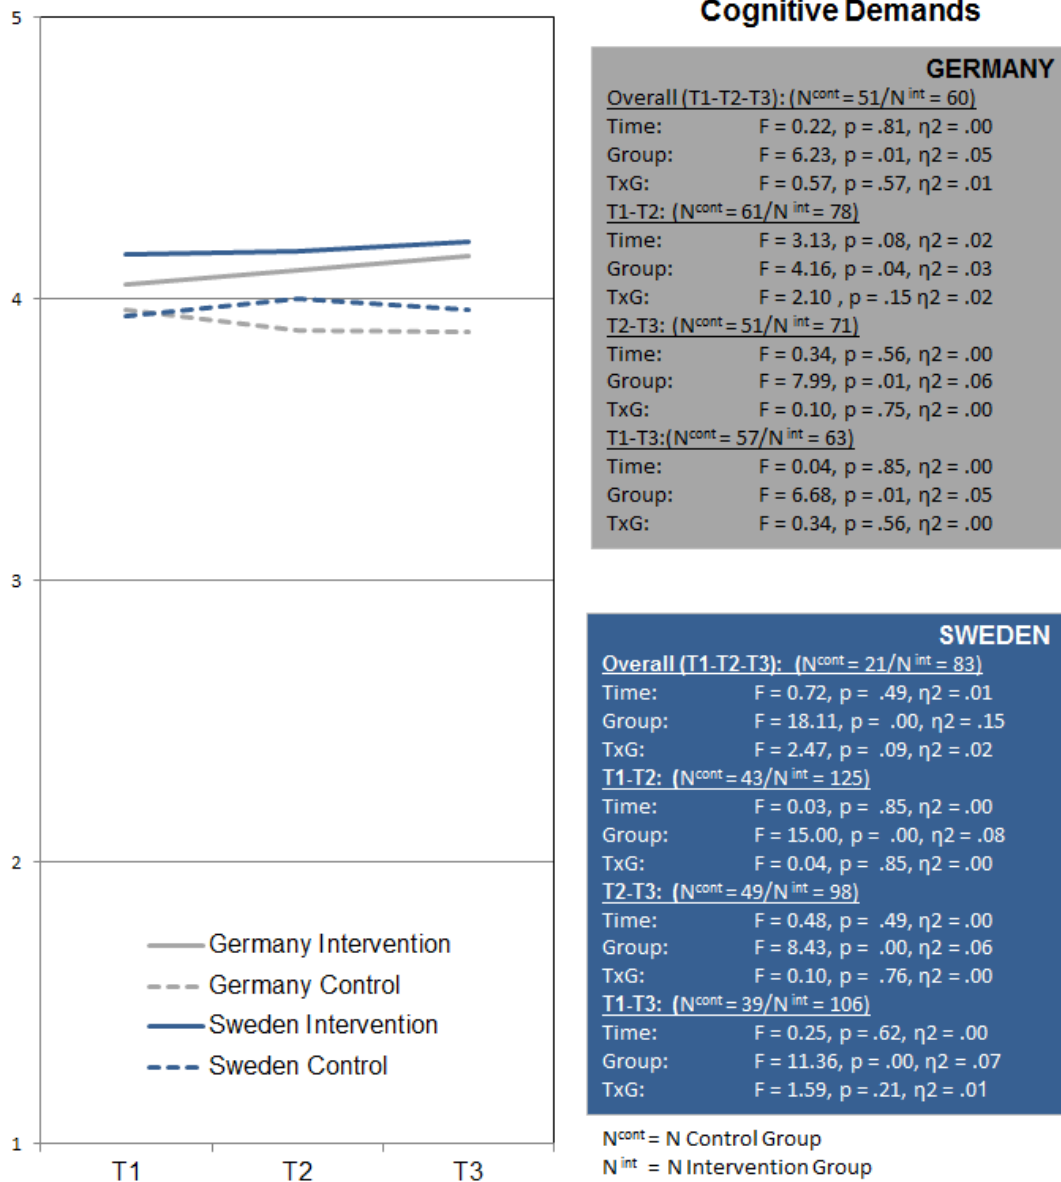 Cognitive Demands
5
4
3
2
1
T1
T2
T3
Germany Intervention
Germany Control
Sweden Intervention
Sweden Control
GERMANY
Overall (T1-T2-T3): (Nᶜᵒⁿᵗ = 51/N ⁱⁿᵗ = 60)
Time: F = 0.22, p = .81, η2 = .00
Group: F = 6.23, p = .01, η2 = .05
TxG: F = 0.57, p = .57, η2 = .01
T1-T2: (Nᶜᵒⁿᵗ = 61/N ⁱⁿᵗ = 78)
Time: F = 3.13, p = .08, η2 = .02
Group: F = 4.16, p = .04, η2 = .03
TxG: F = 2.10 , p = .15 η2 = .02
T2-T3: (Nᶜᵒⁿᵗ = 51/N ⁱⁿᵗ = 71)
Time: F = 0.34, p = .56, η2 = .00
Group: F = 7.99, p = .01, η2 = .06
TxG: F = 0.10, p = .75, η2 = .00
T1-T3:(Nᶜᵒⁿᵗ = 57/N ⁱⁿᵗ = 63)
Time: F = 0.04, p = .85, η2 = .00
Group: F = 6.68, p = .01, η2 = .05
TxG: F = 0.34, p = .56, η2 = .00
SWEDEN
Overall (T1-T2-T3): (Nᶜᵒⁿᵗ = 21/N ⁱⁿᵗ = 83)
Time: F = 0.72, p = .49, η2 = .01
Group: F = 18.11, p = .00, η2 = .15
TxG: F = 2.47, p = .09, η2 = .02
T1-T2: (Nᶜᵒⁿᵗ = 43/N ⁱⁿᵗ = 125)
Time: F = 0.03, p = .85, η2 = .00
Group: F = 15.00, p = .00, η2 = .08
TxG: F = 0.04, p = .85, η2 = .00
T2-T3: (Nᶜᵒⁿᵗ = 49/N ⁱⁿᵗ = 98)
Time: F = 0.48, p = .49, η2 = .00
Group: F = 8.43, p = .00, η2 = .06
TxG: F = 0.10, p = .76, η2 = .00
T1-T3: (Nᶜᵒⁿᵗ = 39/N ⁱⁿᵗ = 106)
Time: F = 0.25, p = .62, η2 = .00
Group: F = 11.36, p = .00, η2 = .07
TxG: F = 1.59, p = .21, η2 = .01
Nᶜᵒⁿᵗ = N Control Group
N ⁱⁿᵗ = N Intervention Group